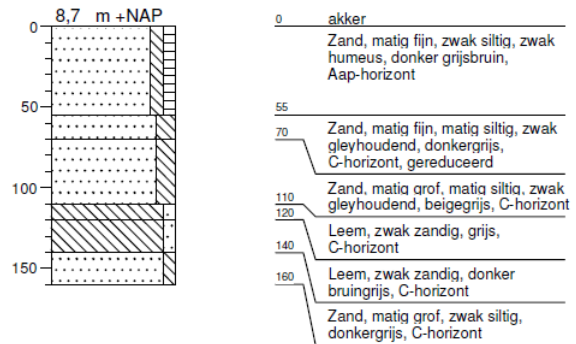 8,7 m +NAP
0
50
100
150
0 akker
Zand, matig fijn, zwak siltig, zwak
humeus, donker grijsbruin,
Aap-horizont
55
70
Zand, matig fijn, matig siltig, zwak
gleyhoudend, donkergrijs,
C-horizont, gereduceerd
110
Zand, matig grof, matig siltig, zwak
gleyhoudend, beigegrijs, C-horizont
120
Leem, zwak zandig, grijs,
C-horizont
140
Leem, zwak zandig, donker
bruingrijs, C-horizont
160
Zand, matig grof, zwak siltig,
donkergrijs, C-horizont